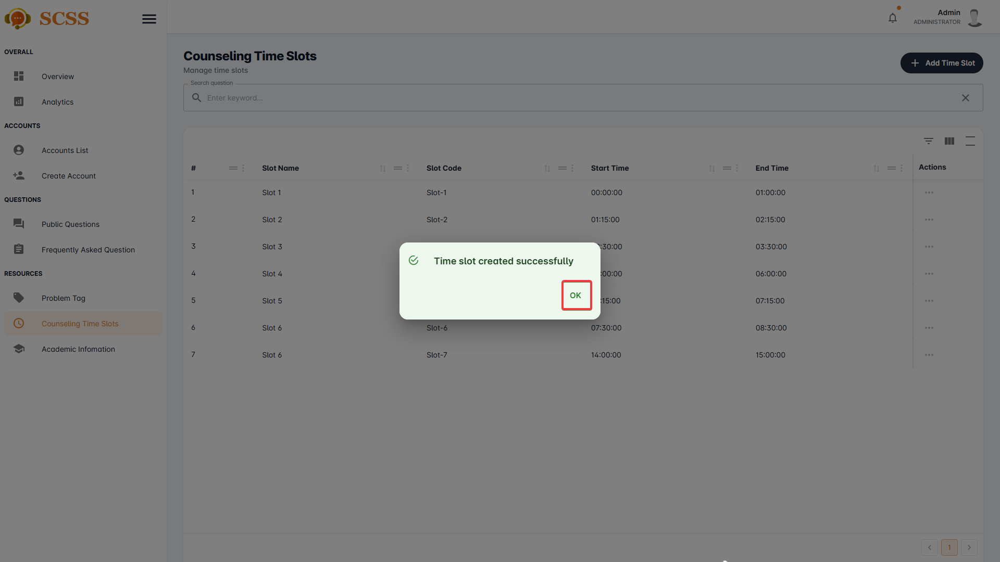 SCSS
Admin
ADMINISTRATOR
OVERALL
Overview
Analytics
ACCOUNTS
Accounts List
Create Account
QUESTIONS
Public Questions
Frequently Asked Question
RESOURCES
Problem Tag
Counseling Time Slots
Academic Infomation
Counseling Time Slots
Manage time slots
Add Time Slot
Search question
Enter keyword...
# Slot Name Slot Code Start Time End Time Actions
1 Slot 1 Slot-1 00:00:00 01:00:00
2 Slot 2 Slot-2 01:15:00 02:15:00
3 Slot 3 :30:00 03:30:00
4 Slot 4 :00:00 06:00:00
5 Slot 5 :15:00 07:15:00
6 Slot 6 Slot-6 07:30:00 08:30:00
7 Slot 6 Slot-7 14:00:00 15:00:00
Time slot created successfully
OK
1